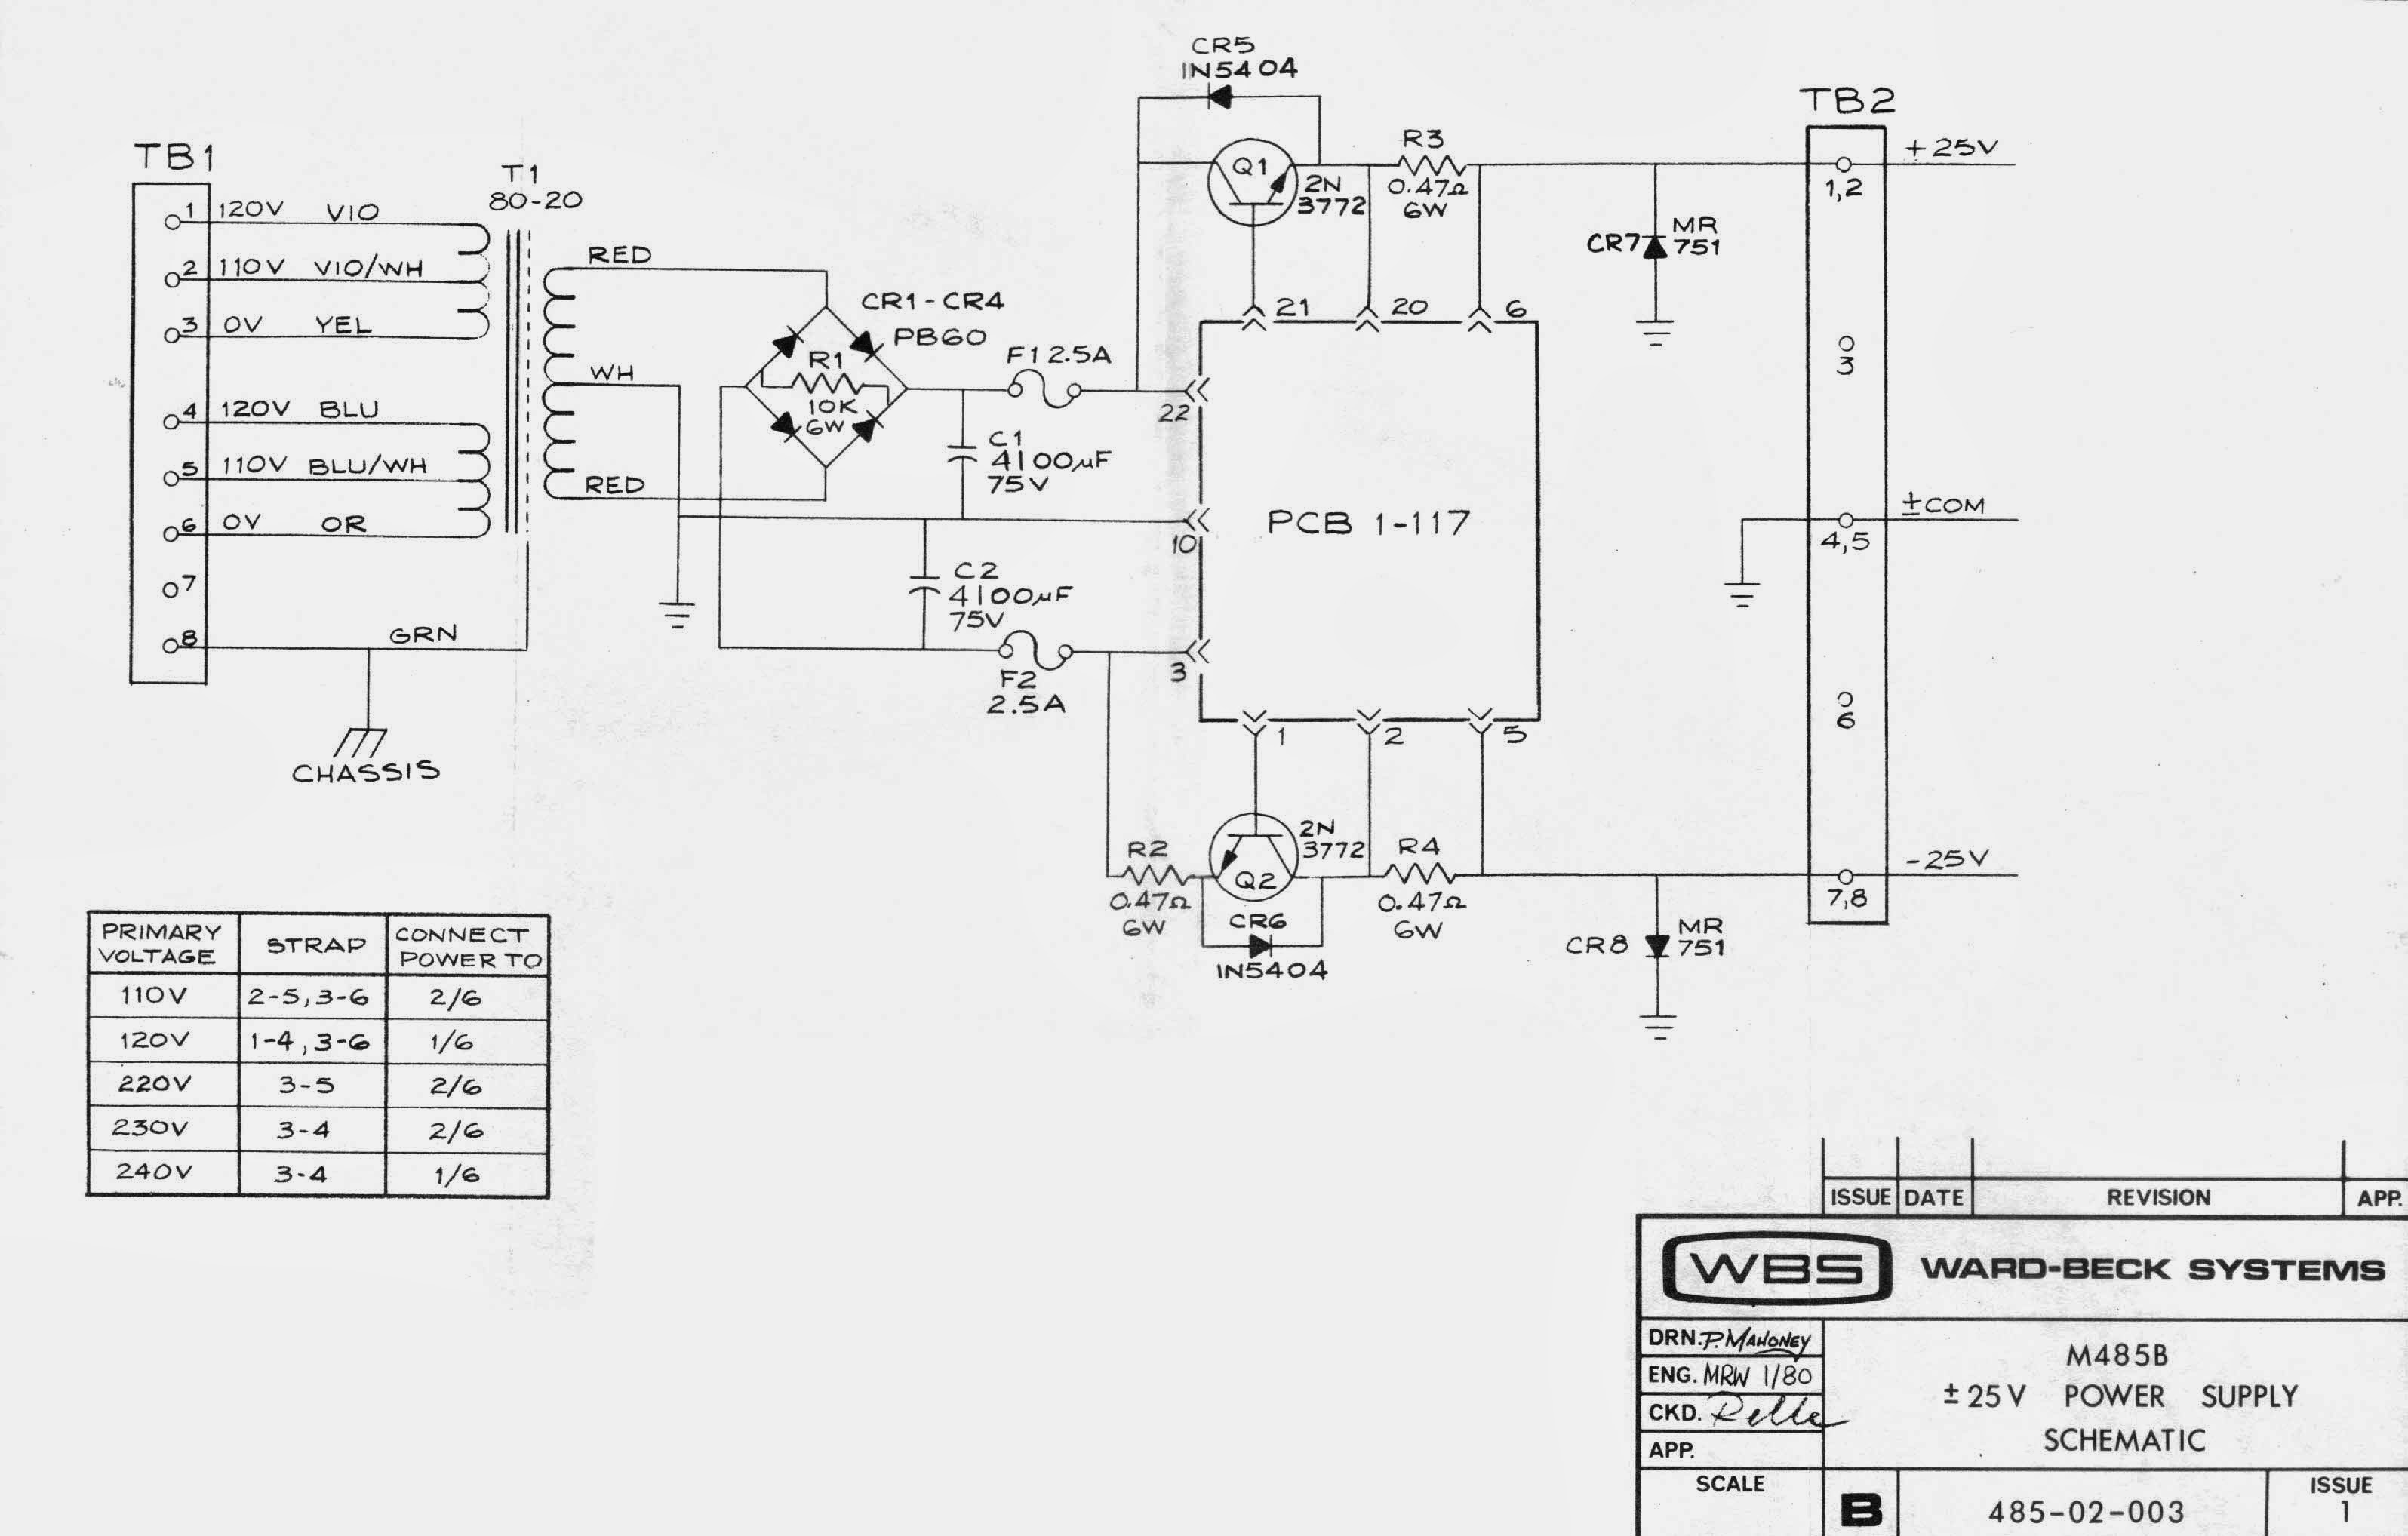 CR5
IN5404
TB1
T1
80-20
1 120V VIO
2 110V VIO/WH
3 0V YEL
4 120V BLU
5 110V BLU/WH
6 0V OR
7
8 GRN
CHASSIS
RED
WH
RED
CR1-CR4
PB60
R1
10K
6W
F1 2.5A
C1
4100µF
75V
C2
4100µF
75V
F2
2.5A
Q1
2N
3772
R3
0.47Ω
6W
21
20
6
22
10
3
PCB 1-117
1
2
5
CR7
MR
751
TB2
+25V
1,2
3
±COM
4,5
6
-25V
7,8
R2
0.47Ω
6W
2N
3772
Q2
CR6
IN5404
R4
0.47Ω
6W
CR8
MR
751
PRIMARY VOLTAGE STRAP CONNECT POWER TO
110V 2-5, 3-6 2/6
120V 1-4, 3-6 1/6
220V 3-5 2/6
230V 3-4 2/6
240V 3-4 1/6
ISSUE DATE REVISION APP.
WBS WARD-BECK SYSTEMS
DRN. P. MAHONEY
ENG. MRW 1/80
CKD.
APP.
M485B
±25V POWER SUPPLY
SCHEMATIC
SCALE
B
485-02-003
ISSUE
1